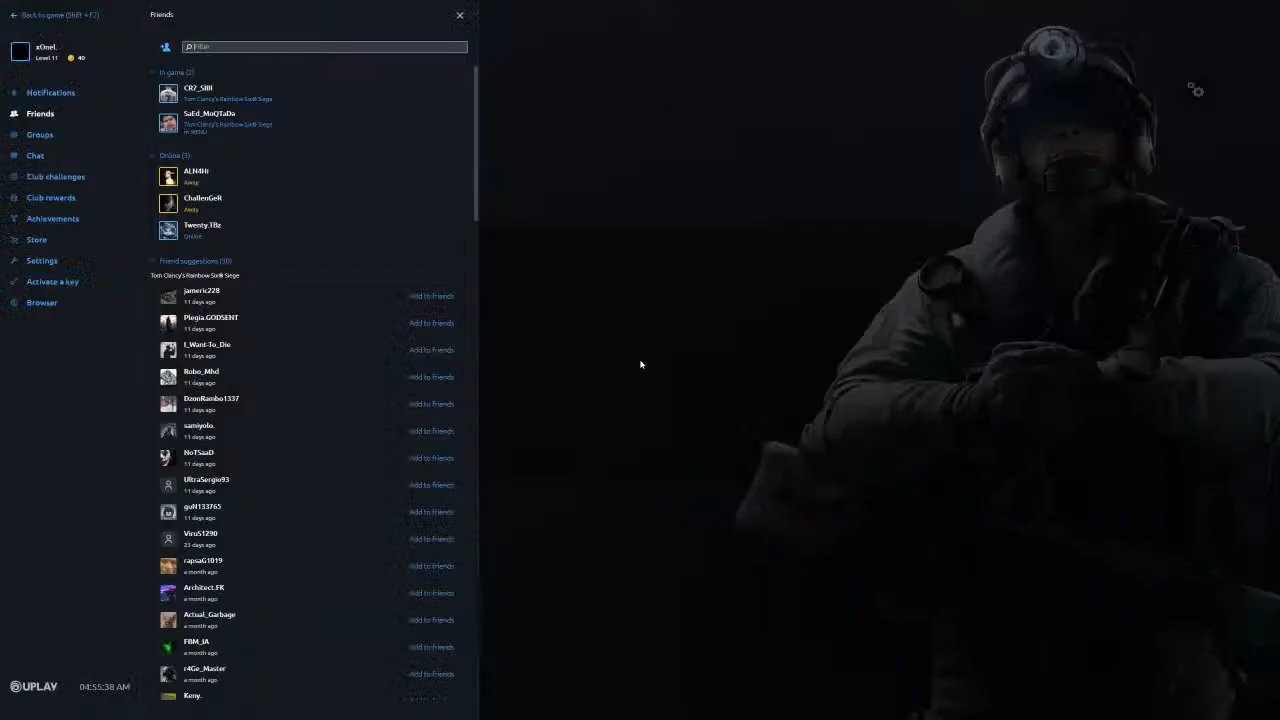 Back to game (Shift + F2)
Friends
xOnel.
Level 11
40
Filter
Notifications
Friends
Groups
Chat
Club challenges
Club rewards
Achievements
Store
Settings
Activate a key
Browser
In game (2)
CR7_SIIII
Tom Clancy's Rainbow Six® Siege
SaEd_MoQTaDa
Tom Clancy's Rainbow Six® Siege
in MENU
Online (3)
ALN4Hi
Away
ChallenGeR
Away
Twenty.TBz
Online
Friend suggestions (30)
Tom Clancy's Rainbow Six® Siege
jameric228
11 days ago
Add to friends
Plegia.GODSENT
11 days ago
Add to friends
I_Want-To_Die
11 days ago
Add to friends
Robo_Mhd
11 days ago
Add to friends
DzonRambo1337
11 days ago
Add to friends
samiyolo.
11 days ago
Add to friends
NoTSaaD
11 days ago
Add to friends
UltraSergio93
11 days ago
Add to friends
guN133765
11 days ago
Add to friends
ViruS1290
23 days ago
Add to friends
rapsaG1019
a month ago
Add to friends
Architect.FK
a month ago
Add to friends
Actual_Garbage
a month ago
Add to friends
FBM_IA
a month ago
Add to friends
r4Ge_Master
a month ago
Add to friends
Keny.
UPLAY
04:55:38 AM